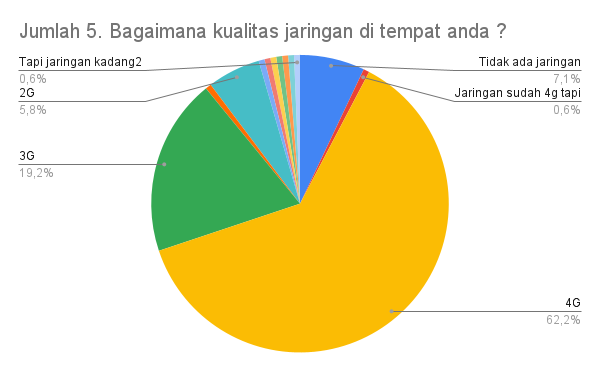 Jumlah 5. Bagaimana kualitas jaringan di tempat anda ?
Tapi jaringan kadang2
0,6%
2G
5,8%
3G
19,2%
Tidak ada jaringan
7,1%
Jaringan sudah 4g tapi
0,6%
4G
62,2%